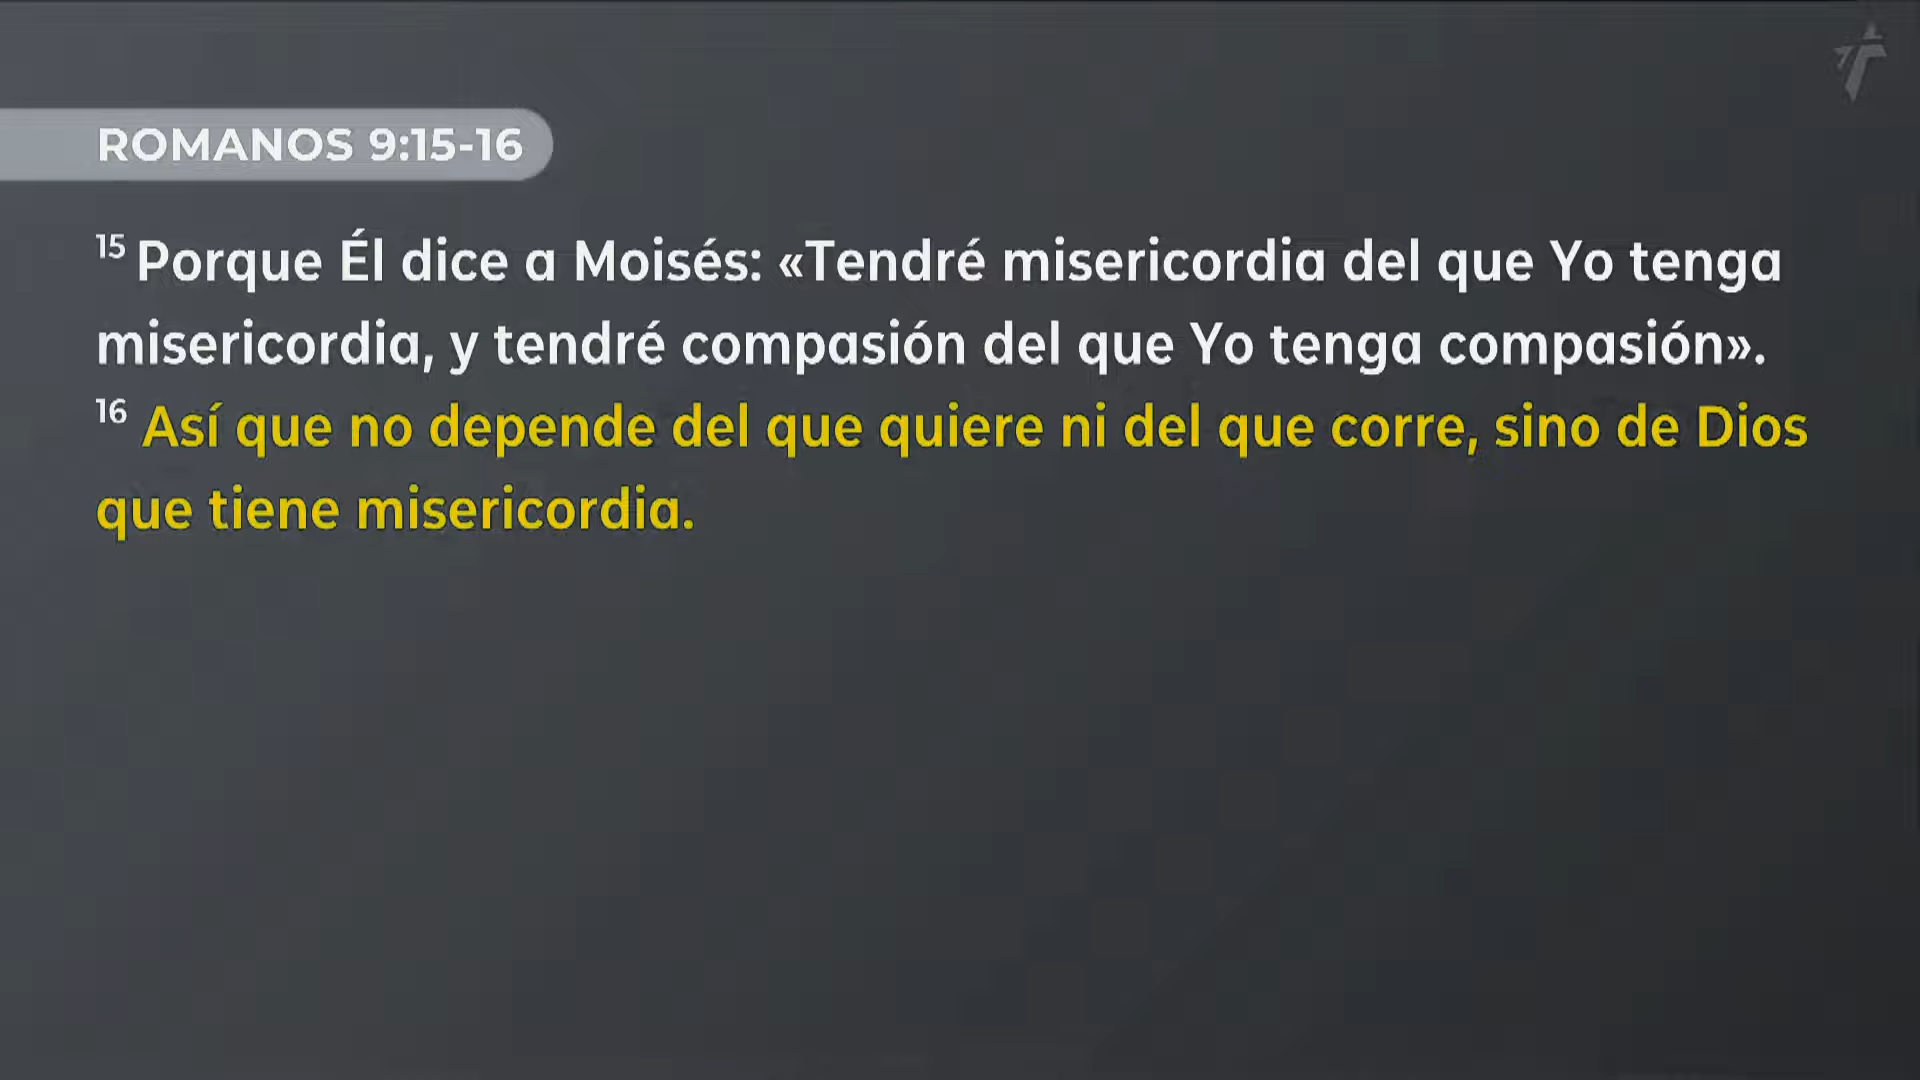 ROMANOS 9:15-16
15 Porque Él dice a Moisés: «Tendré misericordia del que Yo tenga
misericordia, y tendré compasión del que Yo tenga compasión».
16 Así que no depende del que quiere ni del que corre, sino de Dios
que tiene misericordia.